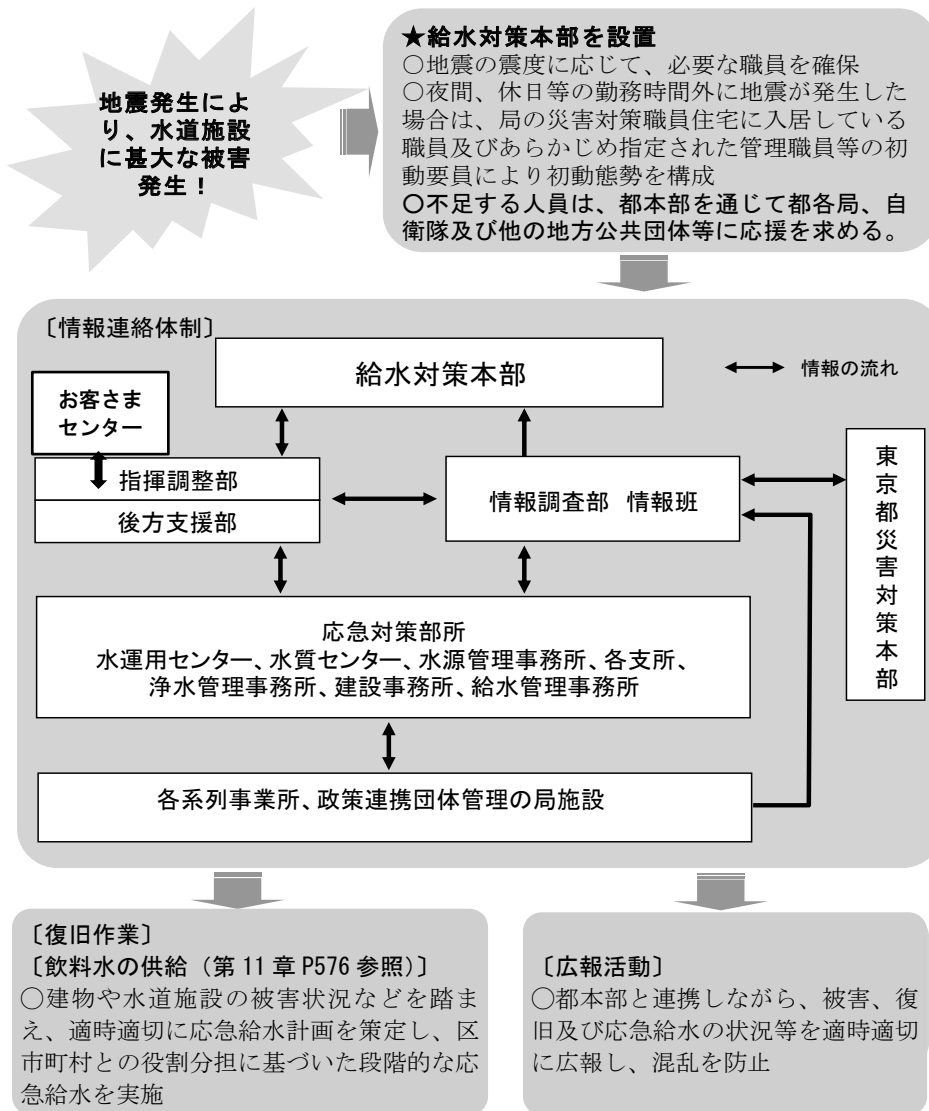 地震発生によ
り、水道施設
に甚大な被害
発生！
★給水対策本部を設置
○地震の震度に応じて、必要な職員を確保
○夜間、休日等の勤務時間外に地震が発生した
場合は、局の災害対策職員住宅に入居している
職員及びあらかじめ指定された管理職員等の初
動要員により初動態勢を構成
○不足する人員は、都本部を通じて都各局、自
衛隊及び他の地方公共団体等に応援を求める。
〔情報連絡体制〕
給水対策本部
情報の流れ
お客さま
センター
指揮調整部
後方支援部
情報調査部 情報班
東京都災害対策本部
応急対策部所
水運用センター、水質センター、水源管理事務所、各支所、
浄水管理事務所、建設事務所、給水管理事務所
各系列事業所、政策連携団体管理の局施設
〔復旧作業〕
〔飲料水の供給（第 11 章 P576 参照）〕
○建物や水道施設の被害状況などを踏ま
え、適時適切に応急給水計画を策定し、区
市町村との役割分担に基づいた段階的な応
急給水を実施
〔広報活動〕
○都本部と連携しながら、被害、復
旧及び応急給水の状況等を適時適切
に広報し、混乱を防止